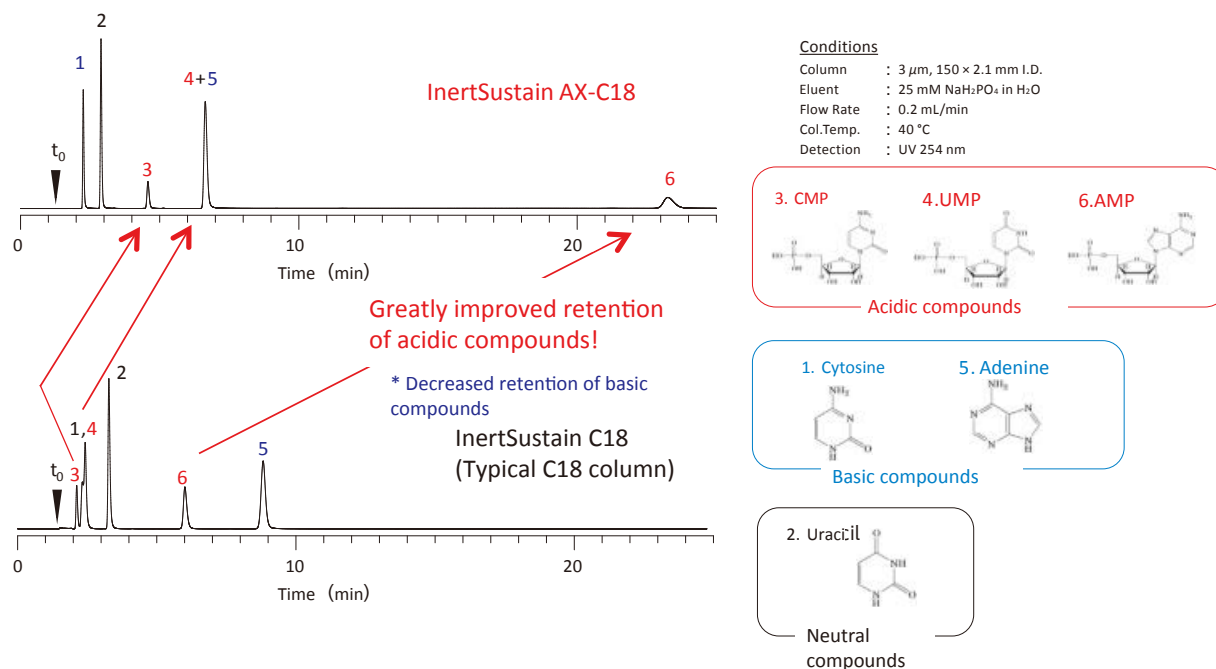 2
1
4+5
InertSustain AX-C18
t₀
3
6
0
10
20
Time (min)
Greatly improved retention
of acidic compounds!
* Decreased retention of basic
compounds
2
1,4
InertSustain C18
(Typical C18 column)
5
t₀
3
6
0
10
20
Time (min)
Conditions
Column : 3 μm, 150 × 2.1 mm I.D.
Eluent : 25 mM NaH₂PO₄ in H₂O
Flow Rate : 0.2 mL/min
Col.Temp. : 40 °C
Detection : UV 254 nm
3. CMP
4.UMP
6.AMP
Acidic compounds
1. Cytosine
NH₂
N
O
N
H
5. Adenine
NH₂
N
N
N
N
H
Basic compounds
2. Uracil
O
NH
O
N
H
Neutral
compounds